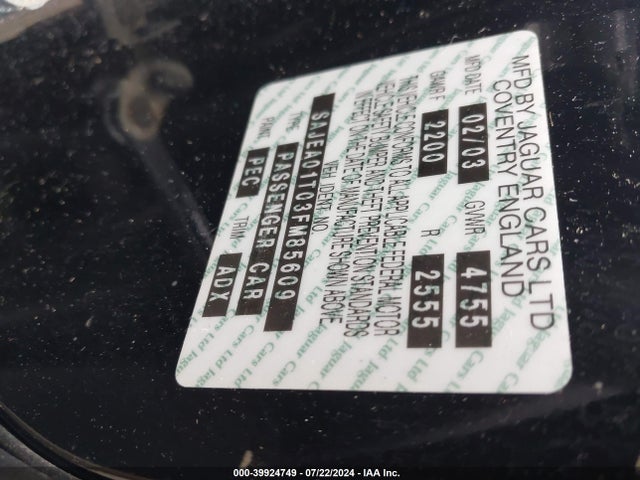 MFD BY JAGUAR CARS LTD
COVENTRY ENGLAND
MFD DATE 02/03 GVWR 4755
GAWR F 2200 R 2555
THIS VEHICLE CONFORMS TO ALL APPLICABLE FEDERAL MOTOR
VEHICLE SAFETY, BUMPER AND THEFT PREVENTION STANDARDS
IN EFFECT ON THE DATE OF MANUFACTURE SHOWN ABOVE.
VEH. IDENT. NO.
SAJEA01T03FM85609
TYPE PASSENGER CAR
PAINT PEC TRIM ADX
000-39924749 - 07/22/2024 - IAA Inc.